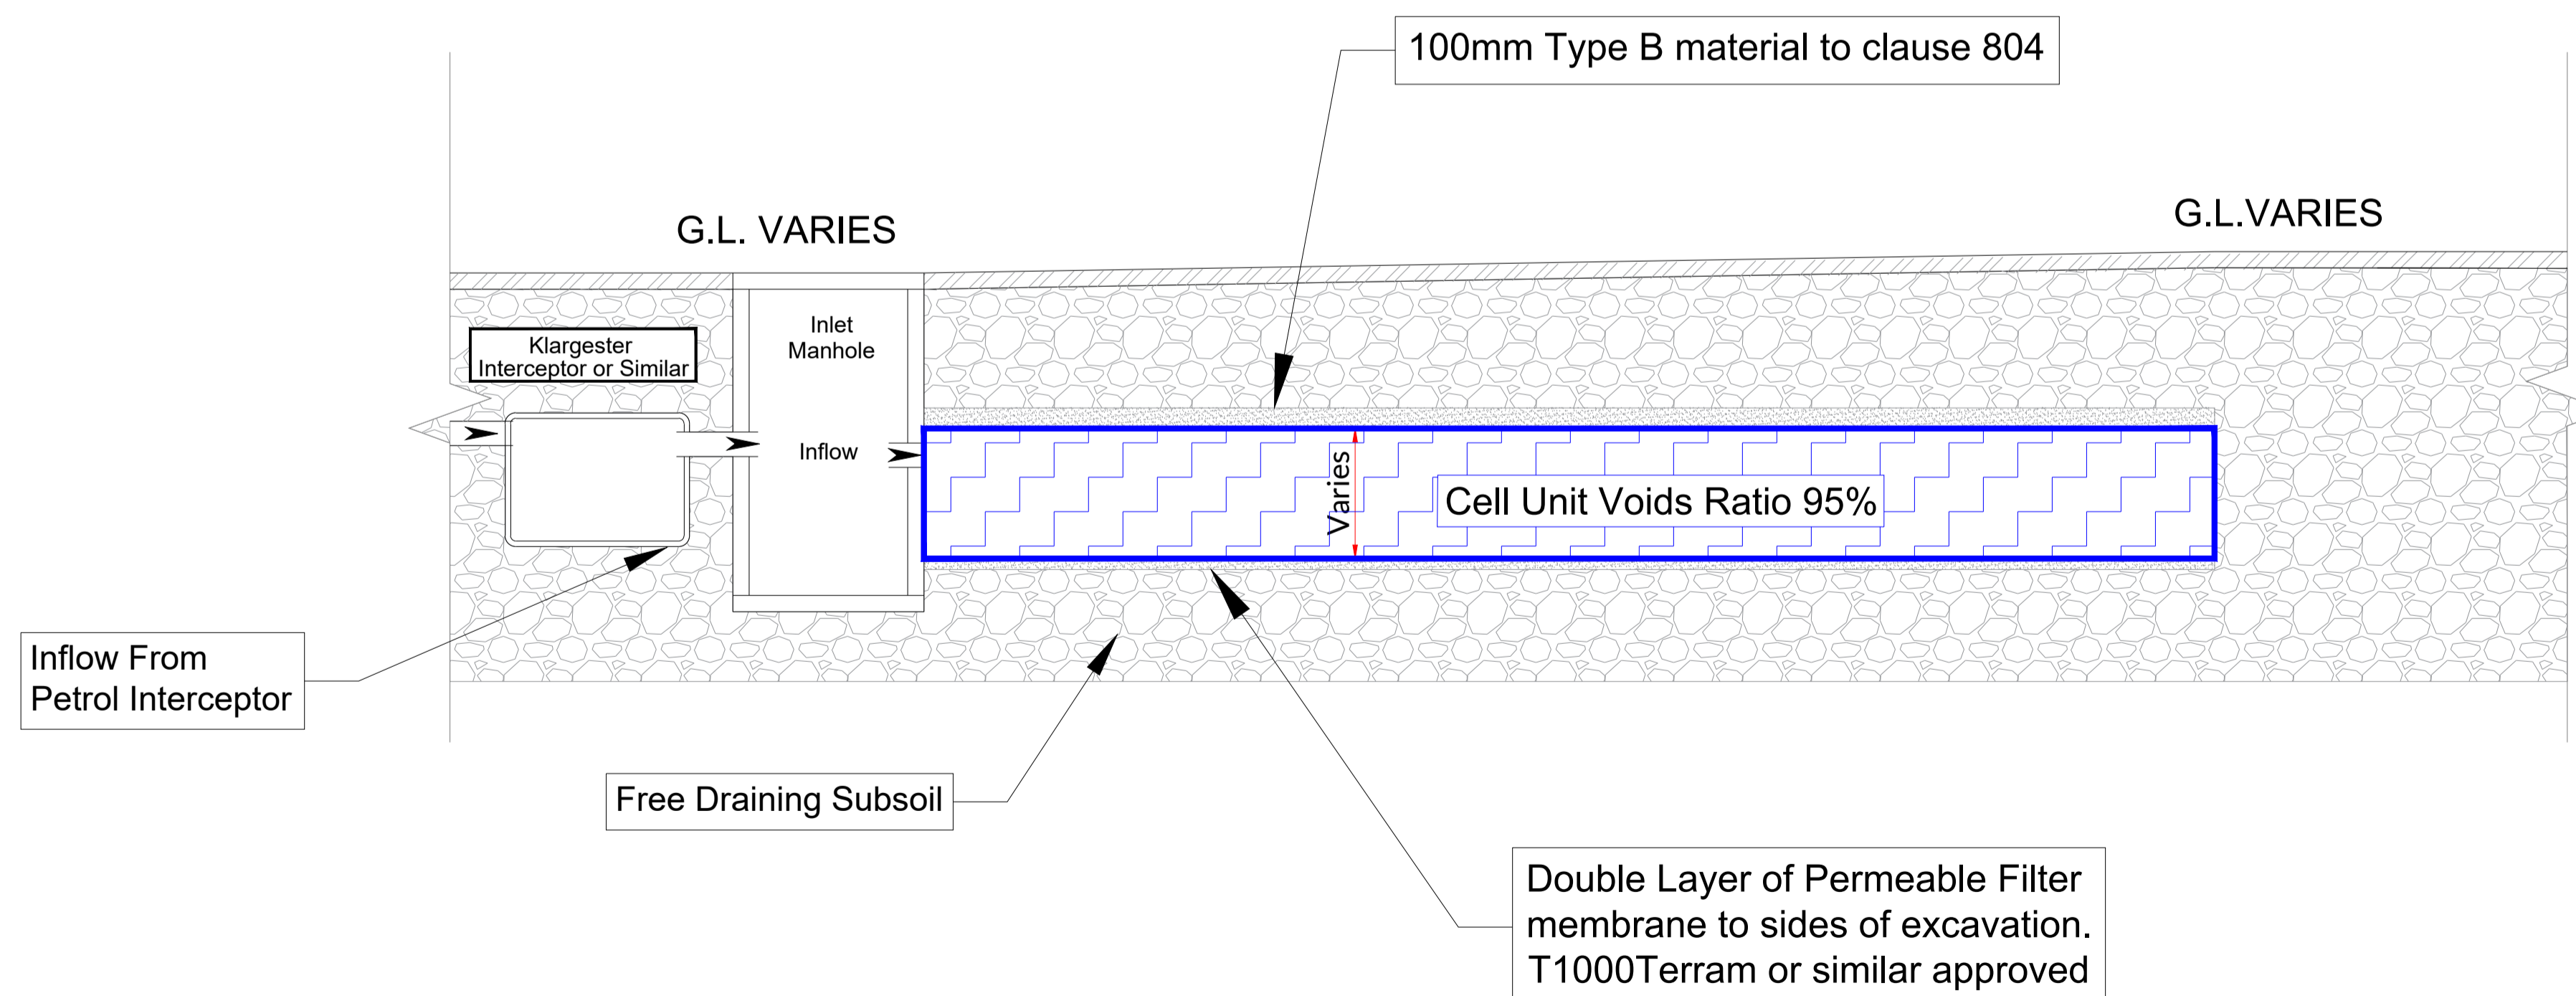 100mm Type B material to clause 804
G.L. VARIES
G.L.VARIES
Inlet
Manhole
Klargester
Interceptor or Similar
Inflow
Varies
Cell Unit Voids Ratio 95%
Inflow From
Petrol Interceptor
Free Draining Subsoil
Double Layer of Permeable Filter
membrane to sides of excavation.
T1000Terram or similar approved